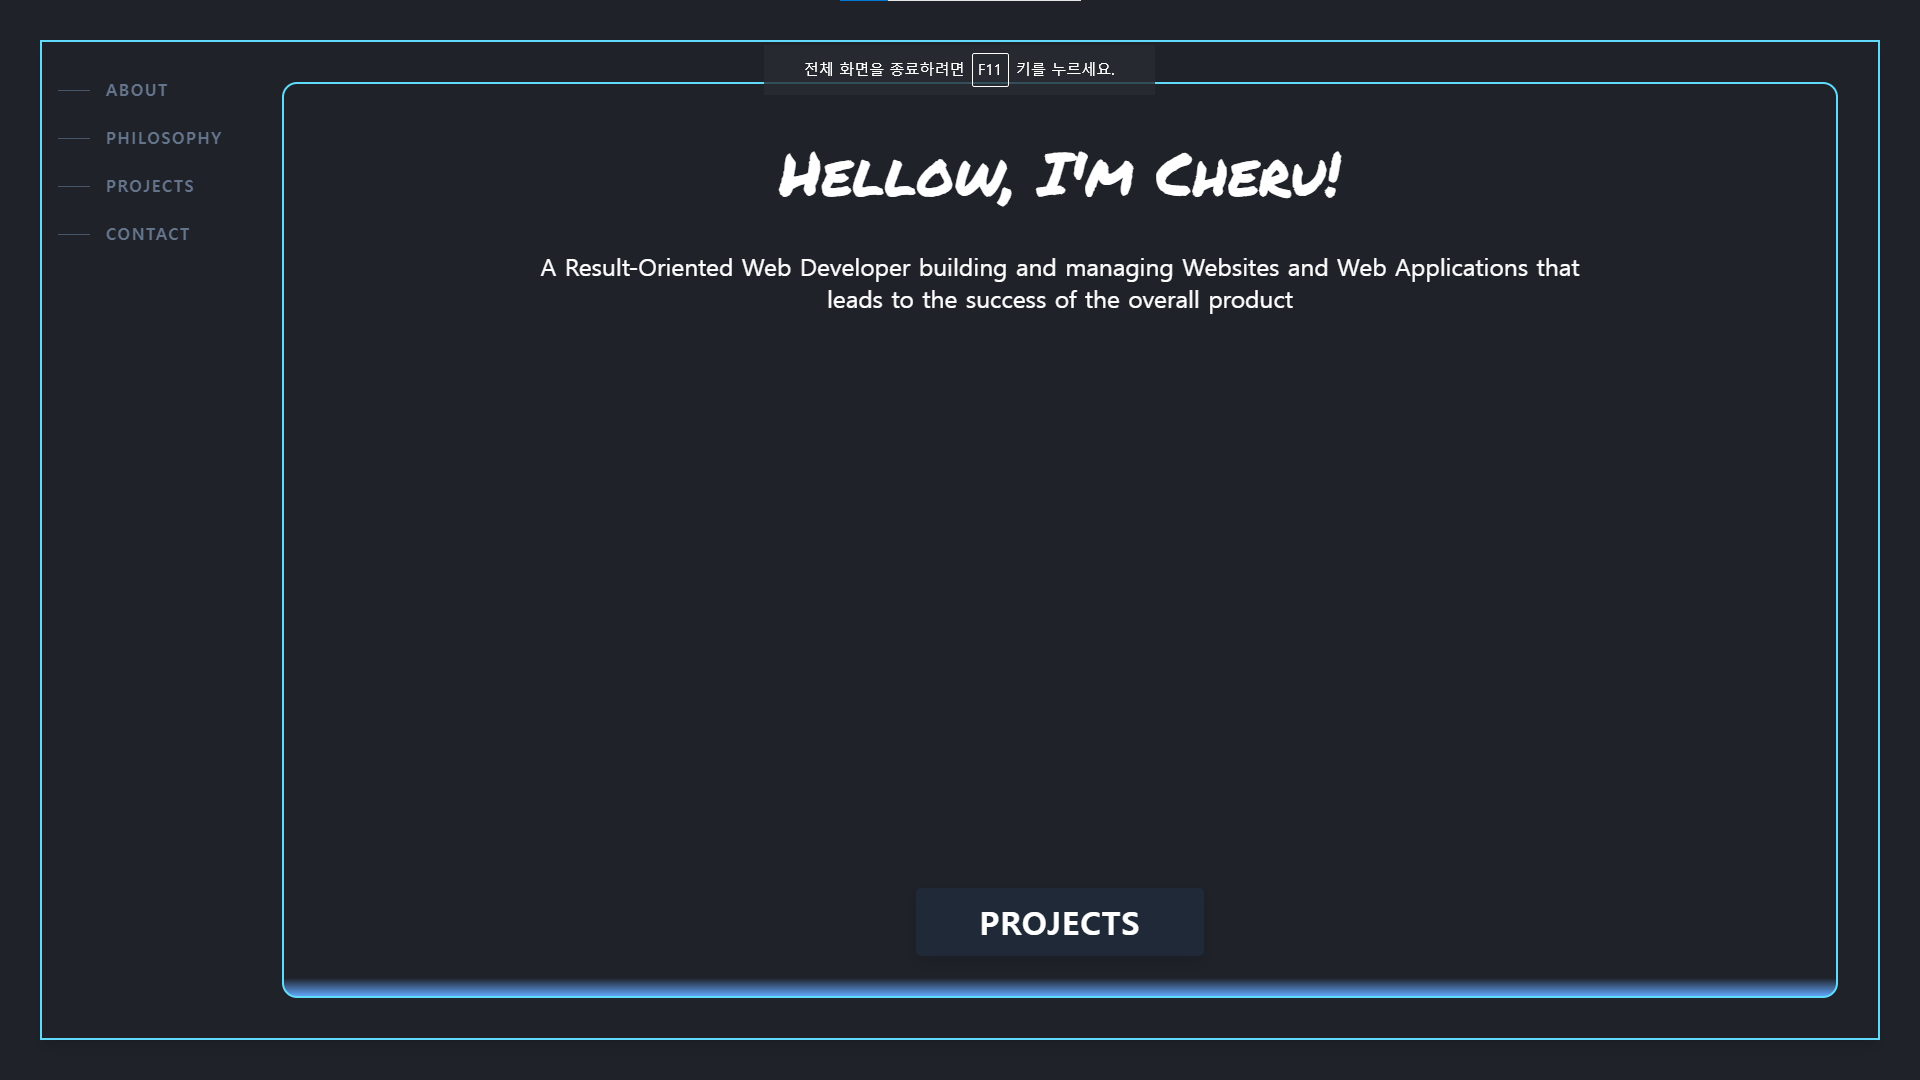 전체 화면을 종료하려면 F11 키를 누르세요.
ABOUT
PHILOSOPHY
PROJECTS
CONTACT
Hellow, I'm Cheru!
A Result-Oriented Web Developer building and managing Websites and Web Applications that
leads to the success of the overall product
PROJECTS